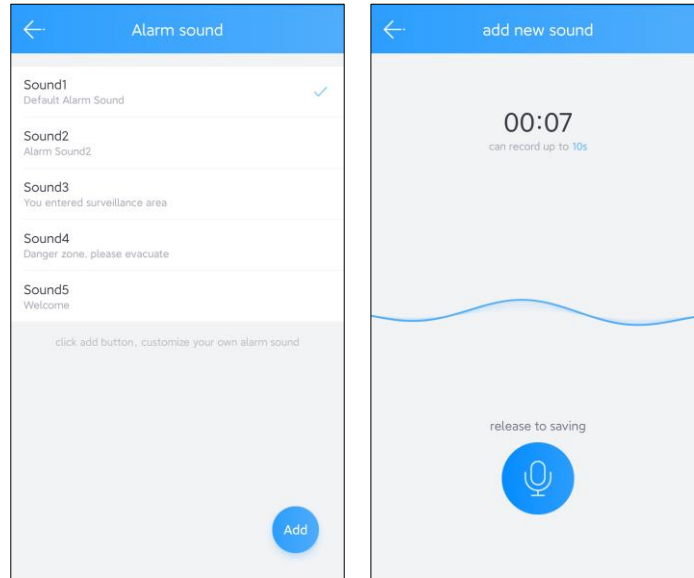 Alarm sound
Sound1
Default Alarm Sound
Sound2
Alarm Sound2
Sound3
You entered surveillance area
Sound4
Danger zone, please evacuate
Sound5
Welcome
click add button, customize your own alarm sound
Add
add new sound
00:07
can record up to 10s
release to saving